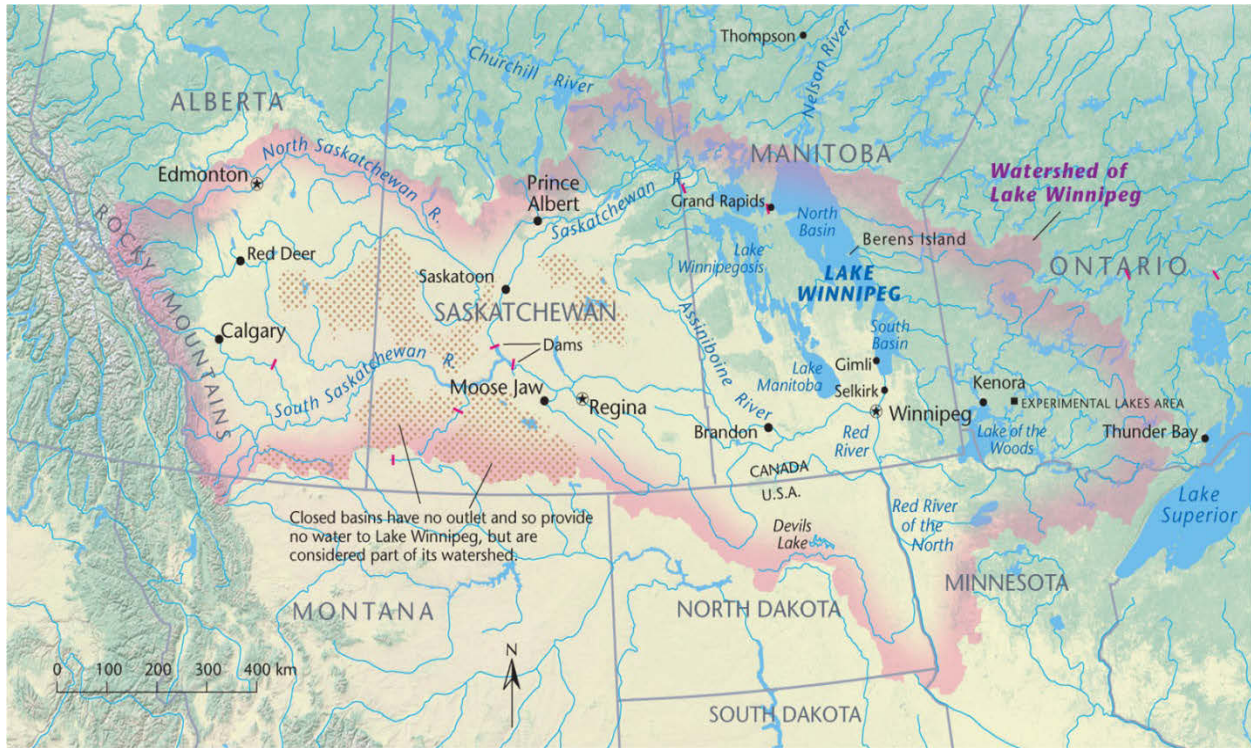 Thompson
Nelson River
Churchill River
ALBERTA
MANITOBA
North Saskatchewan R.
Edmonton
Prince
Albert
Saskatchewan R.
Grand Rapids
North
Basin
Watershed of
Lake Winnipeg
Berens Island
ROCKY MOUNTAINS
Red Deer
Lake
Winnipegosis
LAKE
WINNIPEG
ONTARIO
Saskatoon
SASKATCHEWAN
Assiniboine River
Calgary
Dams
South
Basin
South Saskatchewan R.
Gimli
Lake
Manitoba
Selkirk
Kenora
EXPERIMENTAL LAKES AREA
Moose Jaw
Regina
Winnipeg
Brandon
Red
River
Lake of the
Woods
Thunder Bay
CANADA
U.S.A.
Closed basins have no outlet and so provide
no water to Lake Winnipeg, but are
considered part of its watershed.
Devils
Lake
Red River
of the
North
Lake
Superior
MINNESOTA
MONTANA
NORTH DAKOTA
N
0 100 200 300 400 km
SOUTH DAKOTA